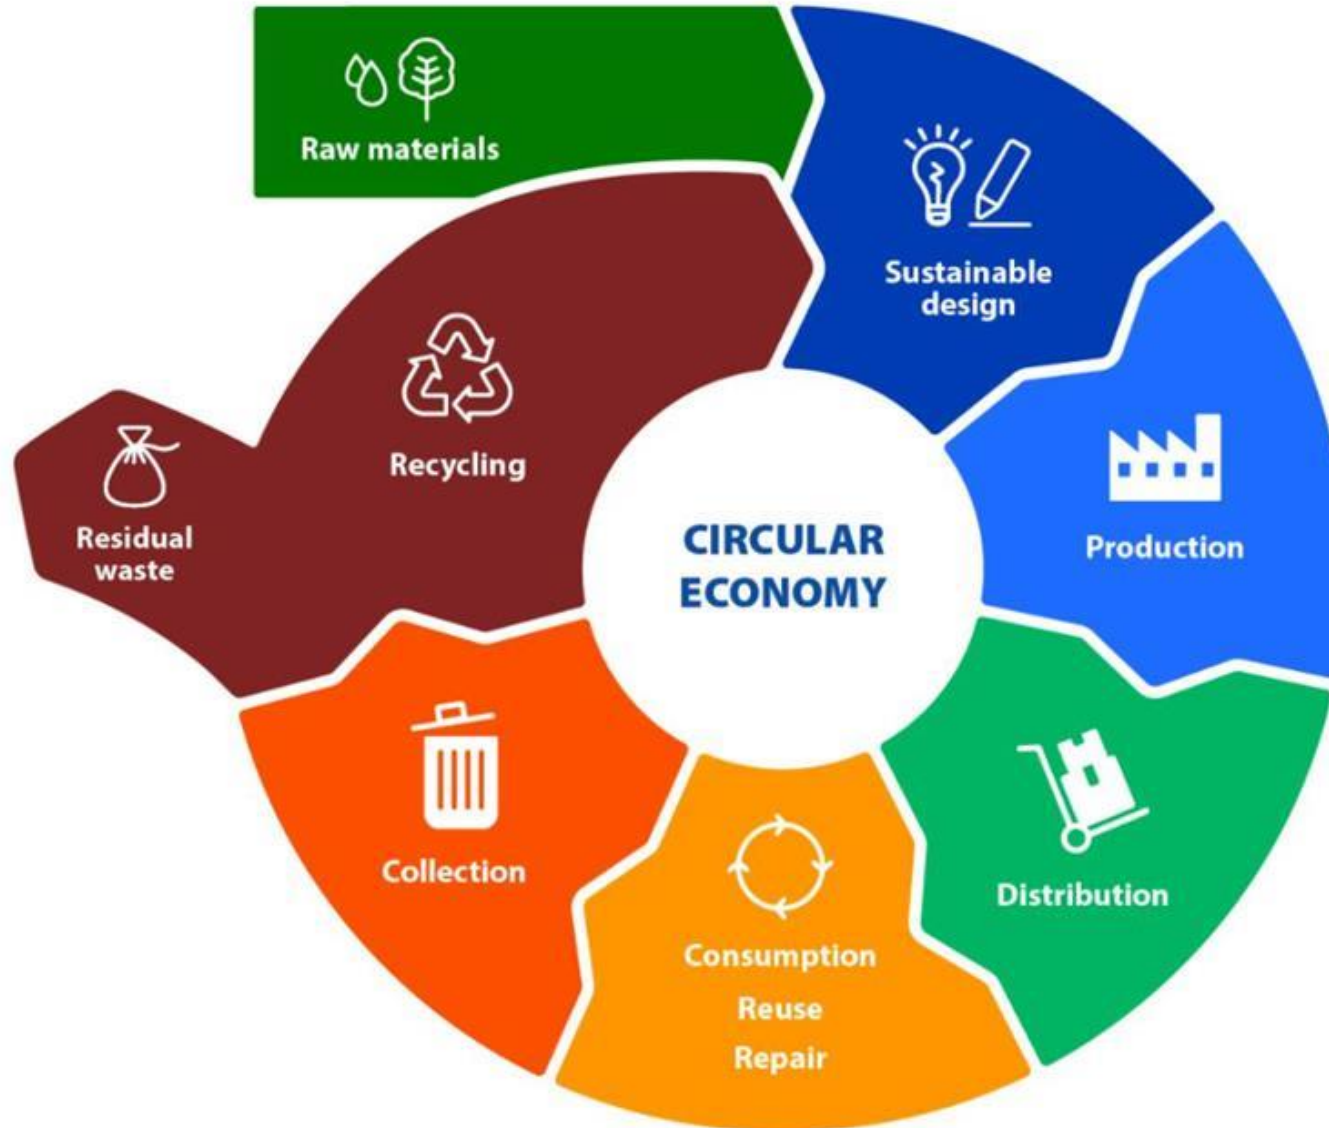 Raw materials
Sustainable
design
Production
Distribution
Consumption
Reuse
Repair
Collection
Recycling
Residual
waste
CIRCULAR
ECONOMY